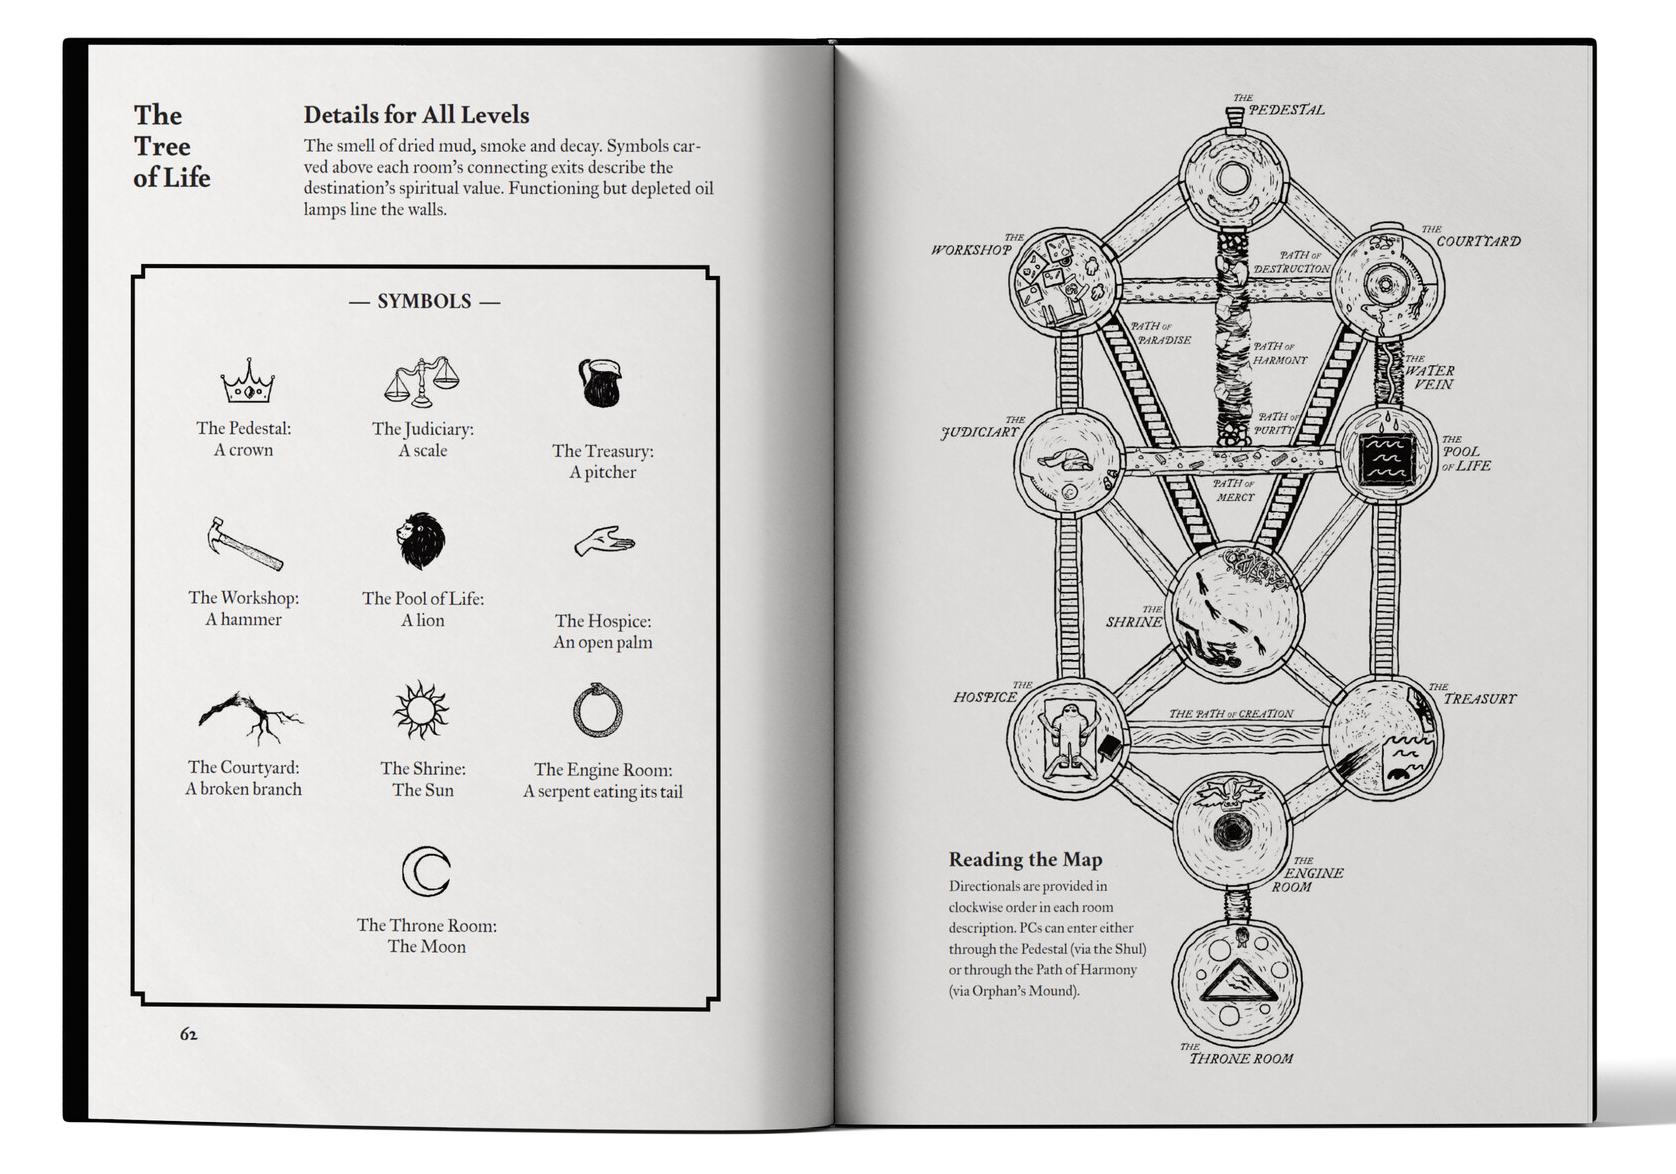 The
Tree
of Life
Details for All Levels
The smell of dried mud, smoke and decay. Symbols car-
ved above each room's connecting exits describe the
destination's spiritual value. Functioning but depleted oil
lamps line the walls.
— SYMBOLS —
The Pedestal:
A crown
The Judiciary:
A scale
The Treasury:
A pitcher
The Workshop:
A hammer
The Pool of Life:
A lion
The Hospice:
An open palm
The Courtyard:
A broken branch
The Shrine:
The Sun
The Engine Room:
A serpent eating its tail
The Throne Room:
The Moon
62
THE
PEDESTAL
THE
WORKSHOP
THE
COURTYARD
PATH OF
DESTRUCTION
PATH OF
PARADISE
PATH OF
HARMONY
THE
WATER
VEIN
THE
JUDICIARY
PATH OF
PURITY
THE
POOL
OF LIFE
PATH OF
MERCY
THE
SHRINE
THE
HOSPICE
THE PATH OF CREATION
THE
TREASURY
THE
ENGINE
ROOM
Reading the Map
Directionals are provided in
clockwise order in each room
description. PCs can enter either
through the Pedestal (via the Shul)
or through the Path of Harmony
(via Orphan's Mound).
THE
THRONE ROOM